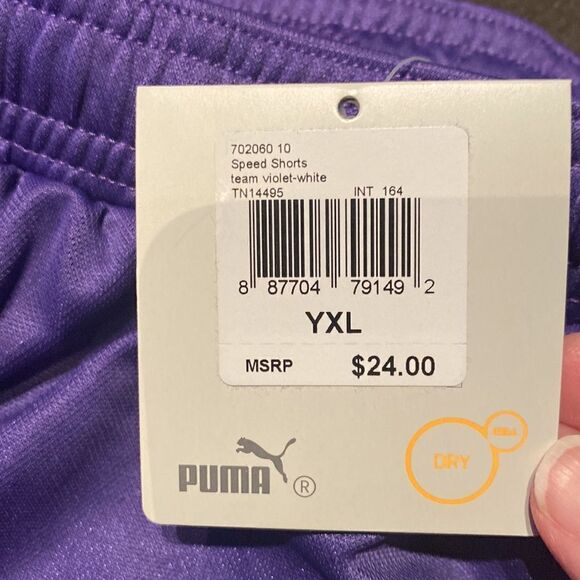 702060 10
Speed Shorts
team violet-white
TN14495 INT 164
8 87704 79149 2
YXL
MSRP $24.00
PUMA ®
DRY